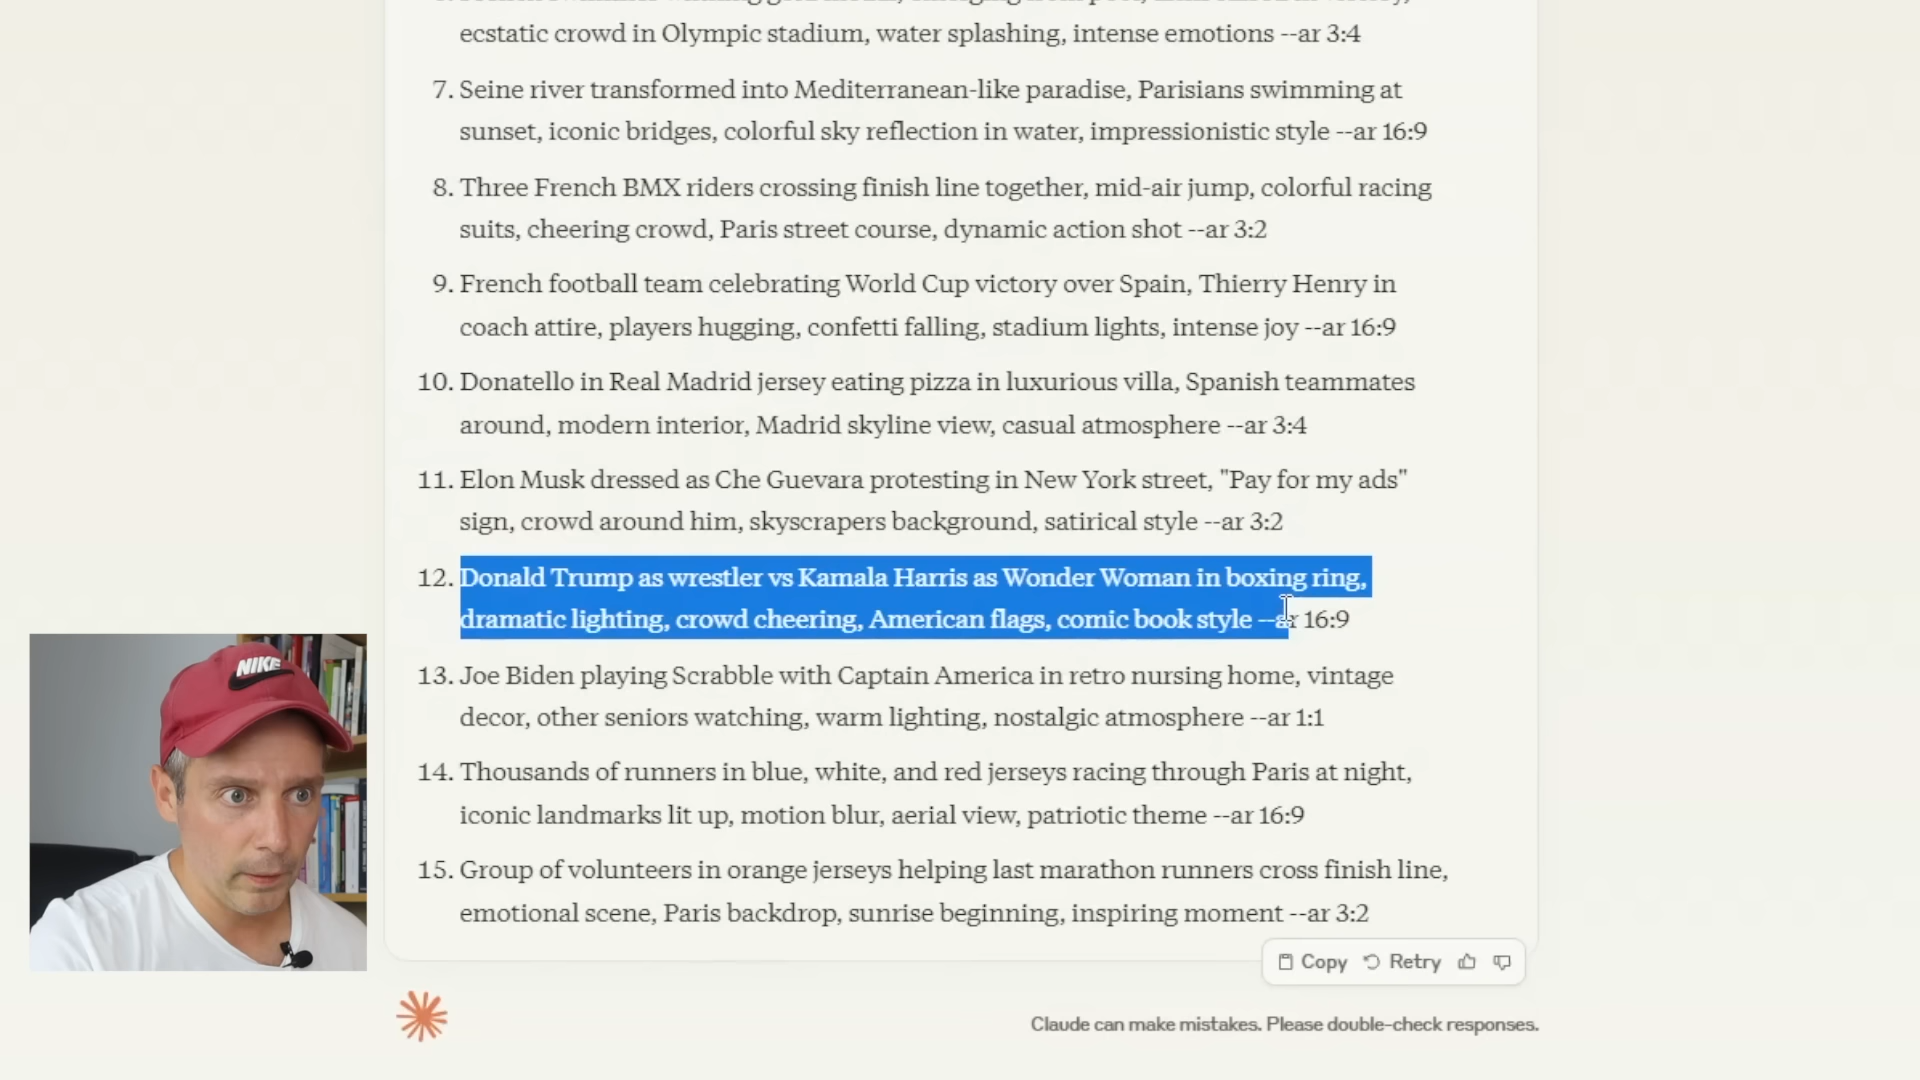 ecstatic crowd in Olympic stadium, water splashing, intense emotions --ar 3:4
7. Seine river transformed into Mediterranean-like paradise, Parisians swimming at
sunset, iconic bridges, colorful sky reflection in water, impressionistic style --ar 16:9
8. Three French BMX riders crossing finish line together, mid-air jump, colorful racing
suits, cheering crowd, Paris street course, dynamic action shot --ar 3:2
9. French football team celebrating World Cup victory over Spain, Thierry Henry in
coach attire, players hugging, confetti falling, stadium lights, intense joy --ar 16:9
10. Donatello in Real Madrid jersey eating pizza in luxurious villa, Spanish teammates
around, modern interior, Madrid skyline view, casual atmosphere --ar 3:4
11. Elon Musk dressed as Che Guevara protesting in New York street, "Pay for my ads"
sign, crowd around him, skyscrapers background, satirical style --ar 3:2
12. Donald Trump as wrestler vs Kamala Harris as Wonder Woman in boxing ring,
dramatic lighting, crowd cheering, American flags, comic book style --ar 16:9
13. Joe Biden playing Scrabble with Captain America in retro nursing home, vintage
decor, other seniors watching, warm lighting, nostalgic atmosphere --ar 1:1
14. Thousands of runners in blue, white, and red jerseys racing through Paris at night,
iconic landmarks lit up, motion blur, aerial view, patriotic theme --ar 16:9
15. Group of volunteers in orange jerseys helping last marathon runners cross finish line,
emotional scene, Paris backdrop, sunrise beginning, inspiring moment --ar 3:2
Copy Retry
Claude can make mistakes. Please double-check responses.
NIKE